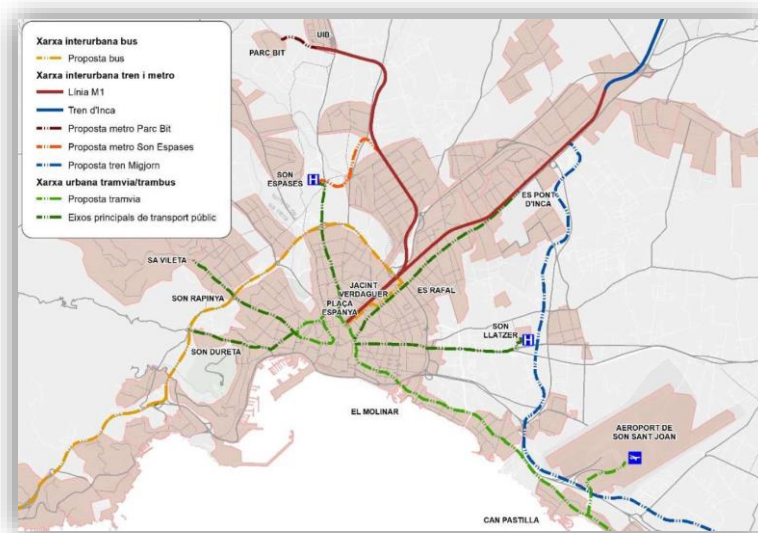 Xarxa interurbana bus
Proposta bus
Xarxa interurbana tren i metro
Línia M1
Tren d'Inca
Proposta metro Parc Bit
Proposta metro Son Espases
Proposta tren Migjorn
Xarxa urbana tramvia/trambus
Proposta tramvia
Eixos principals de transport públic
UIB
PARC BIT
SON
ESPASES
H
ES PONT
D'INCA
SA VILETA
SON RAPINYA
JACINT
VERDAGUER
PLAÇA
ESPANYA
ES RAFAL
SON DURETA
SON
LLATZER
H
EL MOLINAR
AEROPORT DE
SON SANT JOAN
CAN PASTILLA